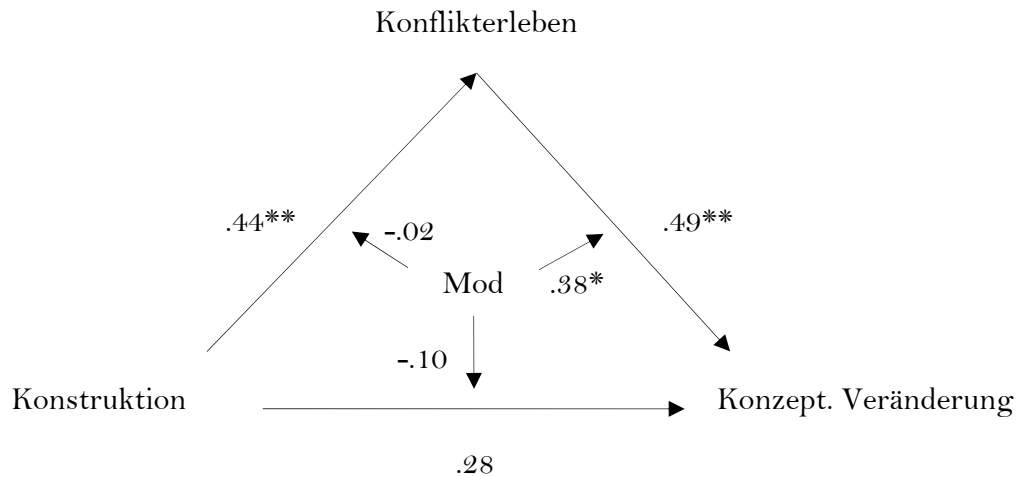 Konflikterleben
.44**
-.02
.49**
Mod
.38*
-.10
Konstruktion
Konzept. Veränderung
.28